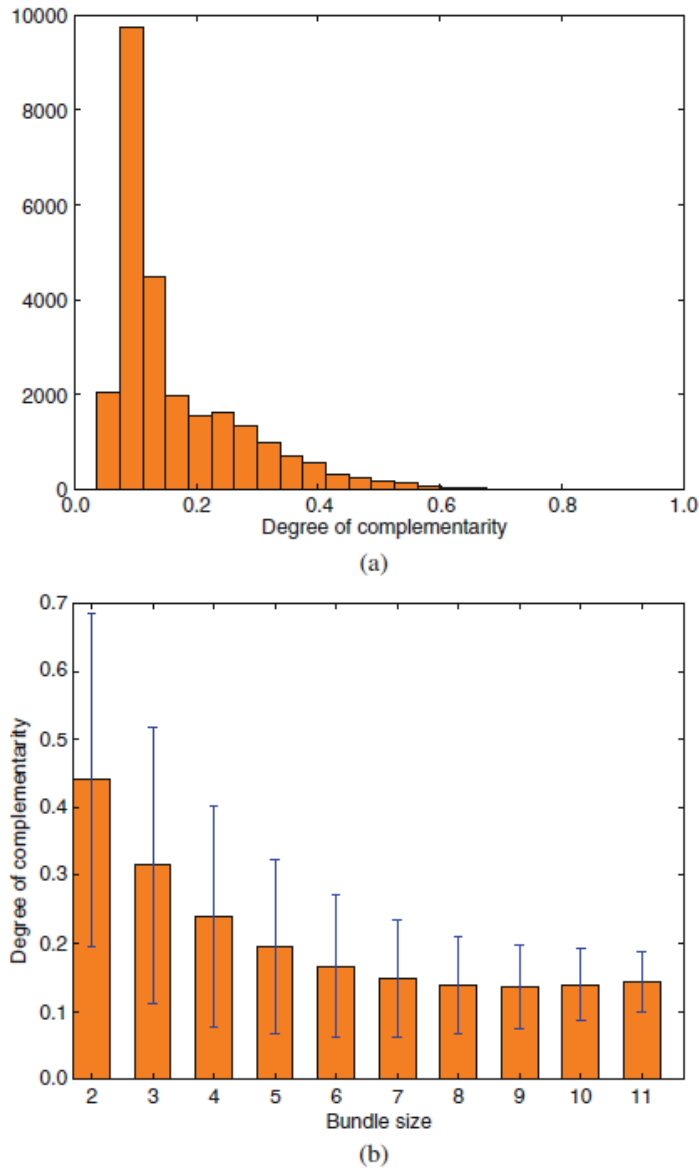 10000
8000
6000
4000
2000
0
0.0 0.2 0.4 0.6 0.8 1.0
Degree of complementarity
(a)
0.7
0.6
0.5
0.4
0.3
0.2
0.1
0.0
Degree of complementarity
2 3 4 5 6 7 8 9 10 11
Bundle size
(b)